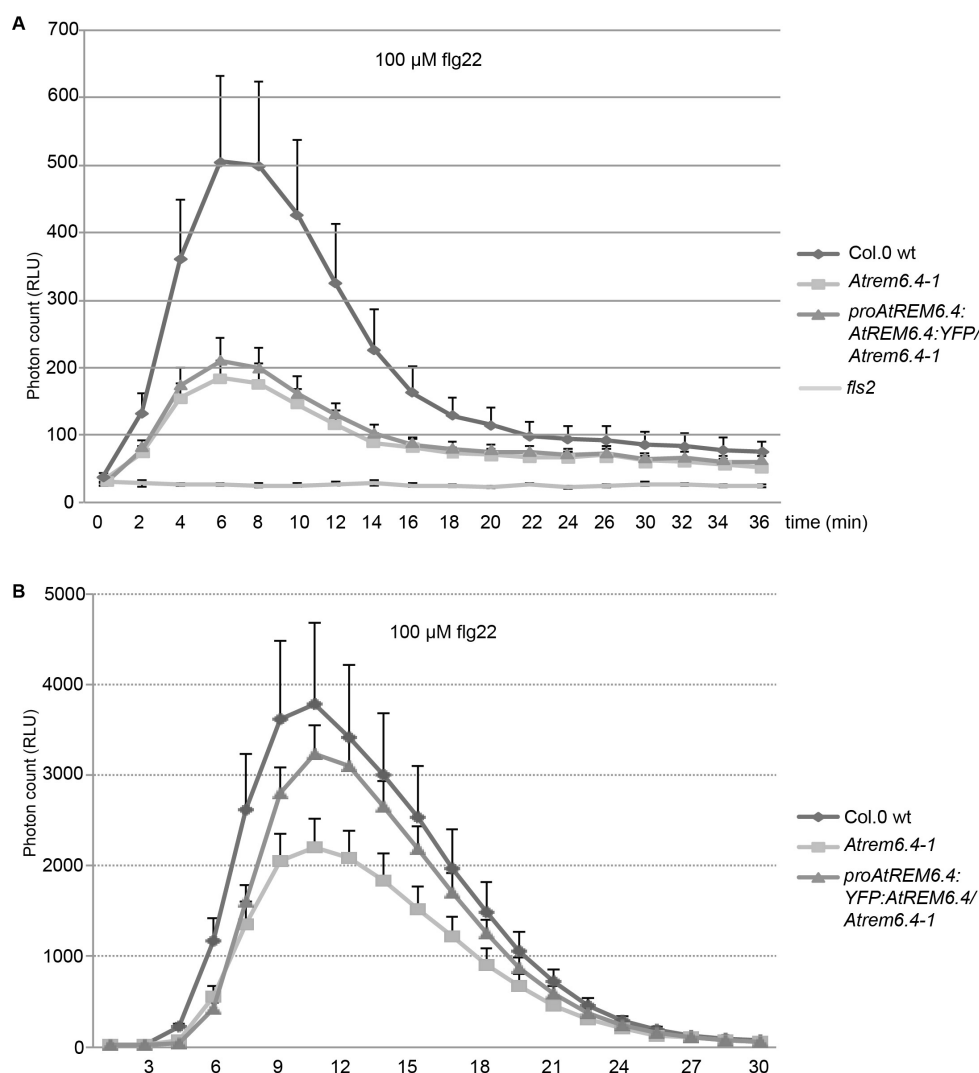 A
100 µM flg22
700
600
500
400
300
200
100
0
Photon count (RLU)
0 2 4 6 8 10 12 14 16 18 20 22 24 26 30 32 34 36 time (min)
Col.0 wt
Atrem6.4-1
proAtREM6.4:
AtREM6.4:YFP/
Atrem6.4-1
fls2
B
100 µM flg22
5000
4000
3000
2000
1000
0
Photon count (RLU)
3 6 9 12 15 18 21 24 27 30
Col.0 wt
Atrem6.4-1
proAtREM6.4:
YFP:AtREM6.4/
Atrem6.4-1